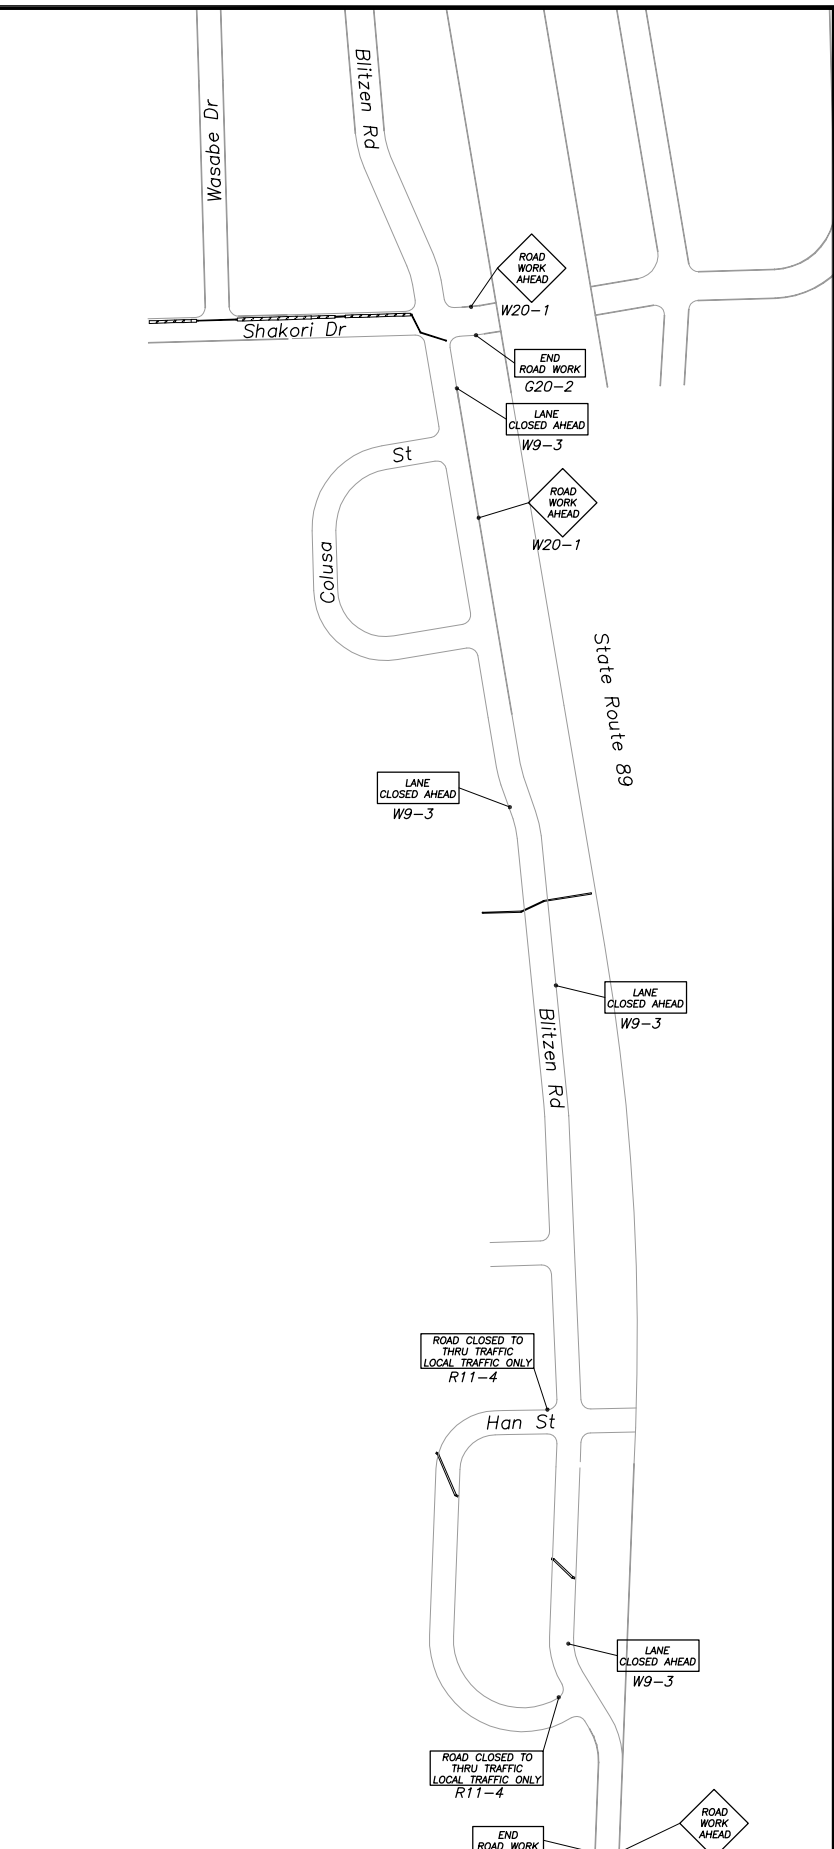 Blitzen Rd
Wasabe Dr
ROAD
WORK
AHEAD
W20-1
Shakori Dr
END
ROAD WORK
G20-2
LANE
CLOSED AHEAD
W9-3
St
ROAD
WORK
AHEAD
W20-1
Colusa
State Route 89
LANE
CLOSED AHEAD
W9-3
LANE
CLOSED AHEAD
W9-3
Blitzen Rd
ROAD CLOSED TO
THRU TRAFFIC
LOCAL TRAFFIC ONLY
R11-4
Han St
LANE
CLOSED AHEAD
W9-3
ROAD CLOSED TO
THRU TRAFFIC
LOCAL TRAFFIC ONLY
R11-4
ROAD
WORK
AHEAD
END
ROAD WORK